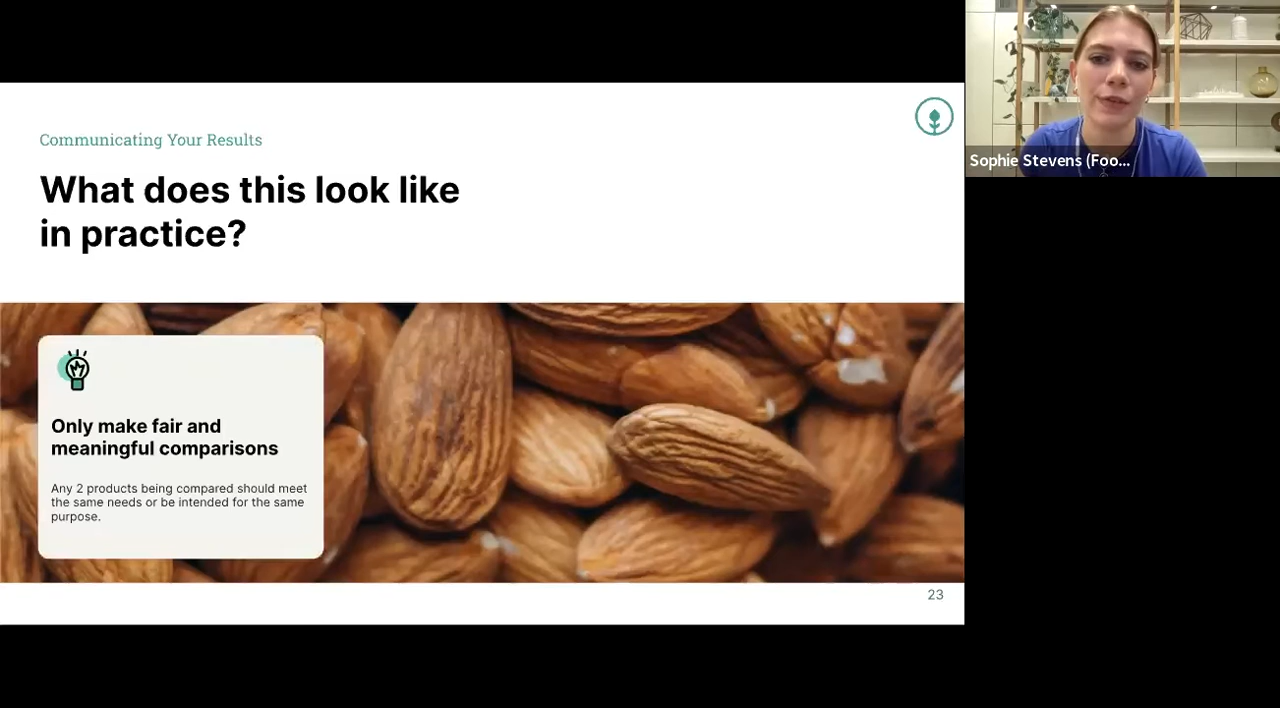 Communicating Your Results
What does this look like
in practice?
Only make fair and
meaningful comparisons
Any 2 products being compared should meet
the same needs or be intended for the same
purpose.
23
Sophie Stevens (Foo...